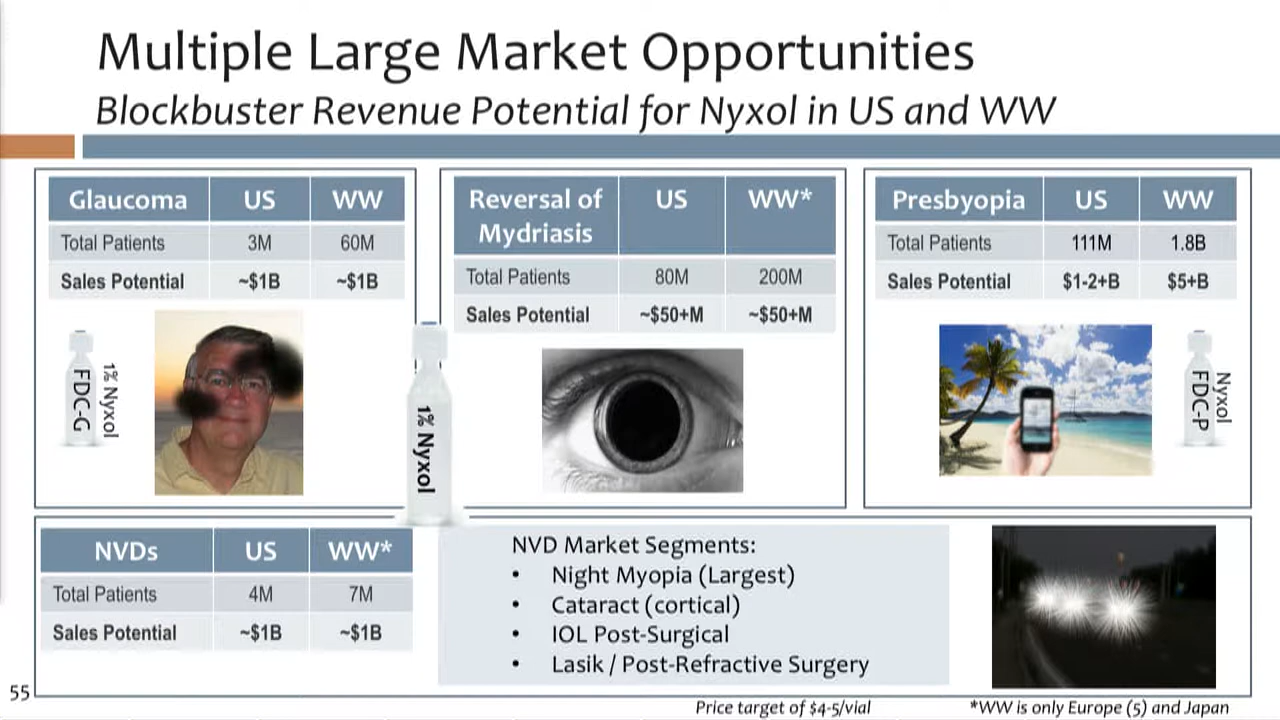 Multiple Large Market Opportunities
Blockbuster Revenue Potential for Nyxol in US and WW
Glaucoma US WW
Total Patients 3M 60M
Sales Potential ~$1B ~$1B
1% Nyxol
FDC-G
1% Nyxol
Reversal of Mydriasis US WW*
Total Patients 80M 200M
Sales Potential ~$50+M ~$50+M
Presbyopia US WW
Total Patients 111M 1.8B
Sales Potential $1-2+B $5+B
Nyxol
FDC-P
NVDs US WW*
Total Patients 4M 7M
Sales Potential ~$1B ~$1B
NVD Market Segments:
• Night Myopia (Largest)
• Cataract (cortical)
• IOL Post-Surgical
• Lasik / Post-Refractive Surgery
55
Price target of $4-5/vial
*WW is only Europe (5) and Japan